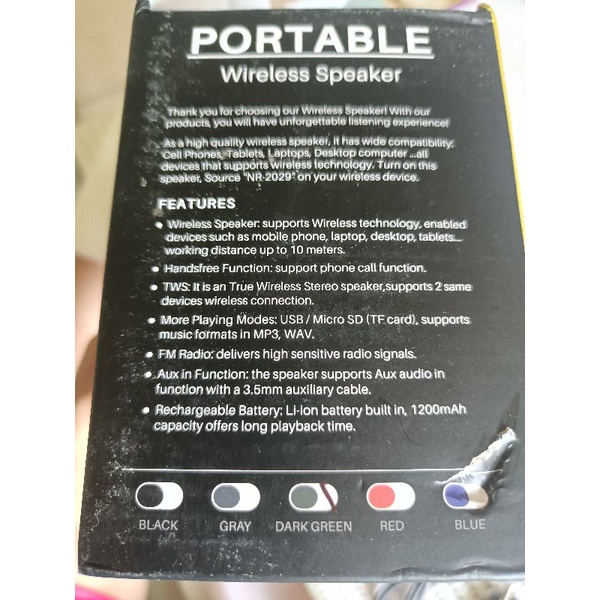 PORTABLE
Wireless Speaker
Thank you for choosing our Wireless Speaker! With our
products, you will have unforgettable listening experience!
As a high quality wireless speaker, it has wide compatibility:
Cell Phones, Tablets, Laptops, Desktop computer ...all
devices that supports wireless technology. Turn on this
speaker, Source "NR-2029" on your wireless device.
FEATURES
• Wireless Speaker: supports Wireless technology, enabled
devices such as mobile phone, laptop, desktop, tablets...
working distance up to 10 meters.
• Handsfree Function: support phone call function.
• TWS: It is an True Wireless Stereo speaker,supports 2 same
devices wireless connection.
• More Playing Modes: USB / Micro SD (TF card), supports
music formats in MP3, WAV.
• FM Radio: delivers high sensitive radio signals.
• Aux in Function: the speaker supports Aux audio in
function with a 3.5mm auxiliary cable.
• Rechargeable Battery: Li-ion battery built in, 1200mAh
capacity offers long playback time.
BLACK GRAY DARK GREEN RED BLUE